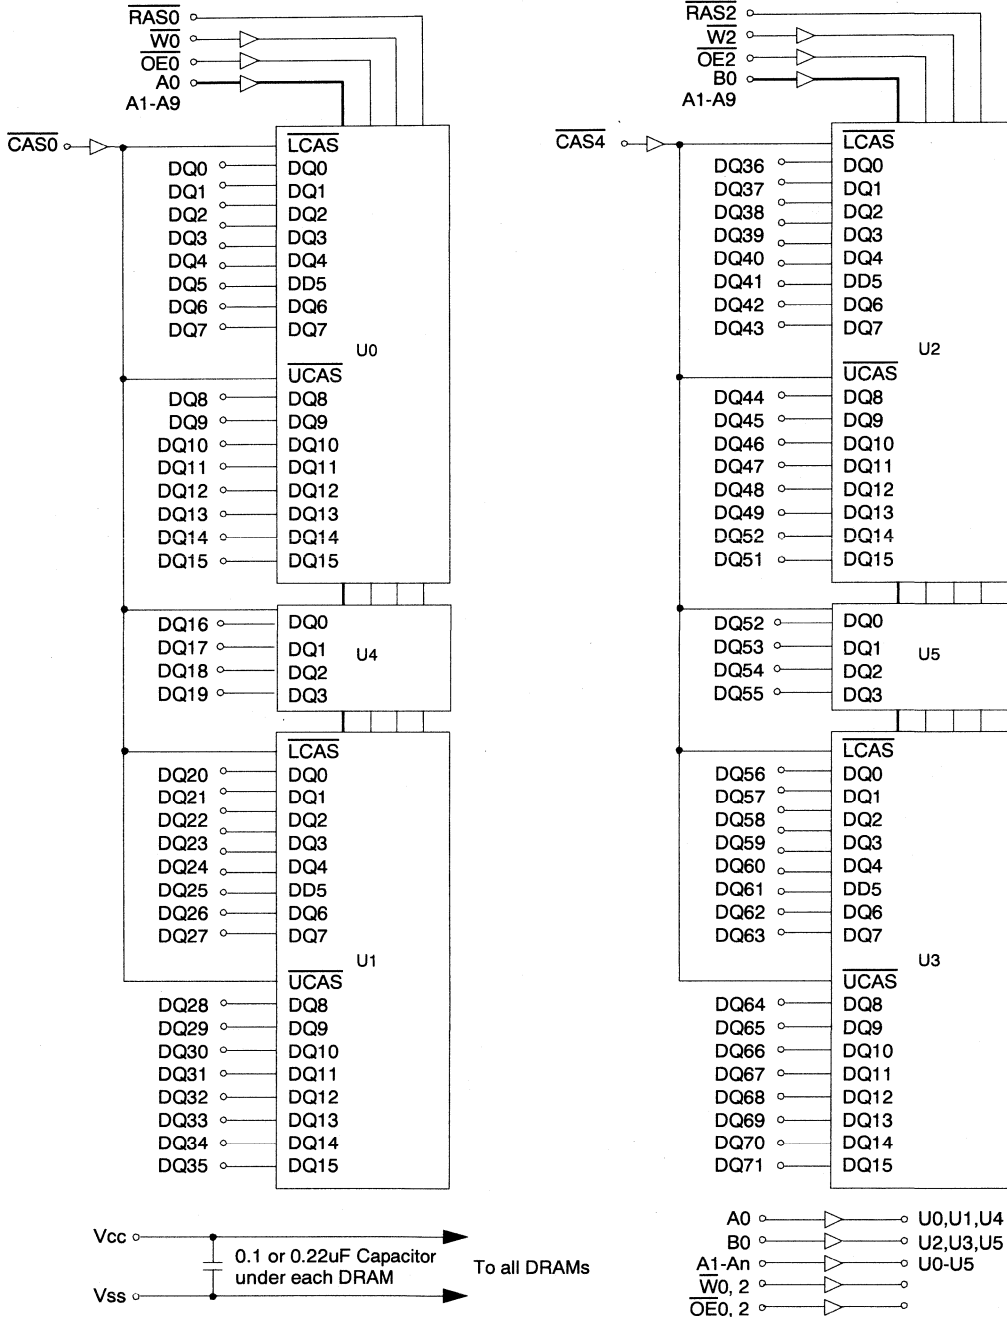 RAS0
W0
OE0
A0
A1-A9
CAS0
LCAS
DQ0 DQ0
DQ1 DQ1
DQ2 DQ2
DQ3 DQ3
DQ4 DQ4
DQ5 DD5
DQ6 DQ6
DQ7 DQ7
U0
UCAS
DQ8 DQ8
DQ9 DQ9
DQ10 DQ10
DQ11 DQ11
DQ12 DQ12
DQ13 DQ13
DQ14 DQ14
DQ15 DQ15
DQ16 DQ0
DQ17 DQ1
U4
DQ18 DQ2
DQ19 DQ3
LCAS
DQ20 DQ0
DQ21 DQ1
DQ22 DQ2
DQ23 DQ3
DQ24 DQ4
DQ25 DD5
DQ26 DQ6
DQ27 DQ7
U1
UCAS
DQ28 DQ8
DQ29 DQ9
DQ30 DQ10
DQ31 DQ11
DQ32 DQ12
DQ33 DQ13
DQ34 DQ14
DQ35 DQ15
RAS2
W2
OE2
B0
A1-A9
CAS4
LCAS
DQ36 DQ0
DQ37 DQ1
DQ38 DQ2
DQ39 DQ3
DQ40 DQ4
DQ41 DD5
DQ42 DQ6
DQ43 DQ7
U2
UCAS
DQ44 DQ8
DQ45 DQ9
DQ46 DQ10
DQ47 DQ11
DQ48 DQ12
DQ49 DQ13
DQ52 DQ14
DQ51 DQ15
DQ52 DQ0
DQ53 DQ1
U5
DQ54 DQ2
DQ55 DQ3
LCAS
DQ56 DQ0
DQ57 DQ1
DQ58 DQ2
DQ59 DQ3
DQ60 DQ4
DQ61 DD5
DQ62 DQ6
DQ63 DQ7
U3
UCAS
DQ64 DQ8
DQ65 DQ9
DQ66 DQ10
DQ67 DQ11
DQ68 DQ12
DQ69 DQ13
DQ70 DQ14
DQ71 DQ15
Vcc
0.1 or 0.22uF Capacitor
under each DRAM
To all DRAMs
Vss
A0 U0,U1,U4
B0 U2,U3,U5
A1-An U0-U5
W0, 2
OE0, 2